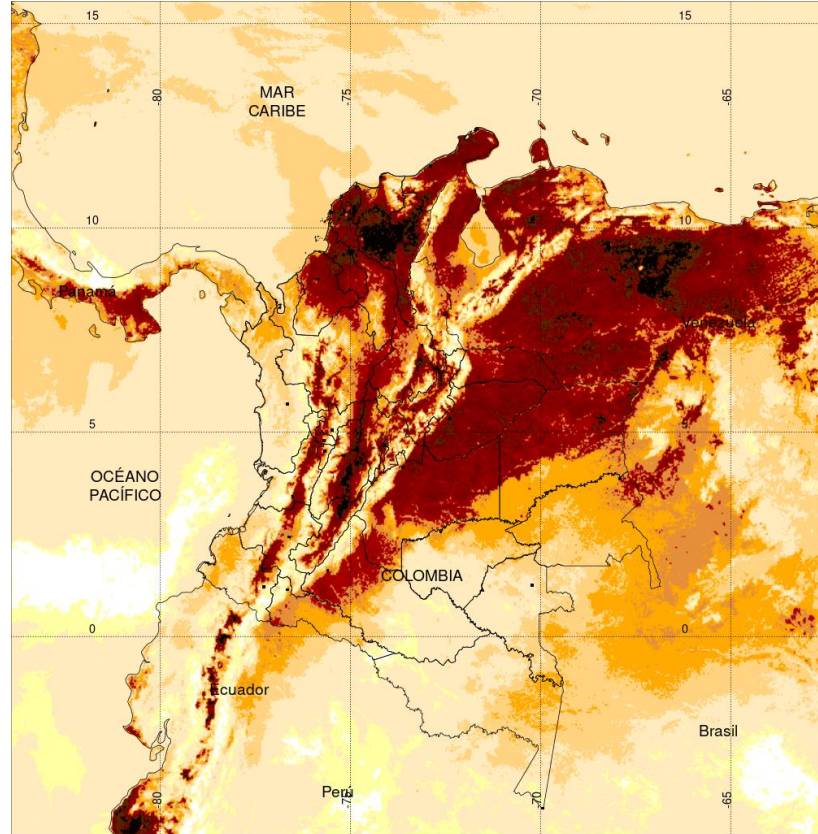 15
15
-80
-75
-70
-65
MAR
CARIBE
10
10
Panamá
Venezuela
5
5
OCÉANO
PACÍFICO
COLOMBIA
0
0
Ecuador
Brasil
Perú
-80
-75
-70
-65